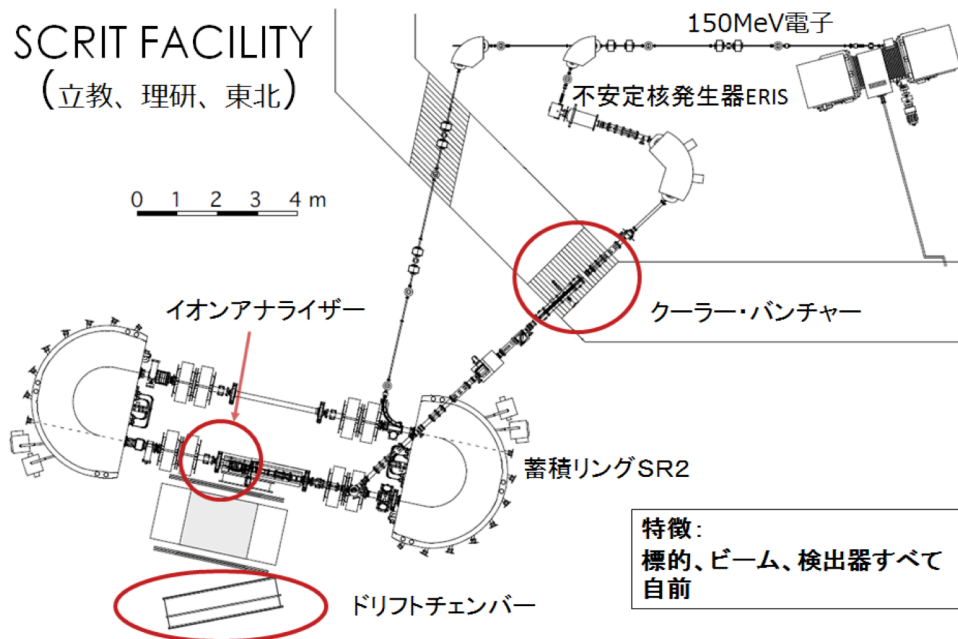 SCRIT FACILITY
(立教、理研、東北)
150MeV電子
不安定核発生器ERIS
0 1 2 3 4 m
イオンアナライザー
クーラー・バンチャー
蓄積リングSR2
特徴:
標的、ビーム、検出器すべて
自前
ドリフトチェンバー